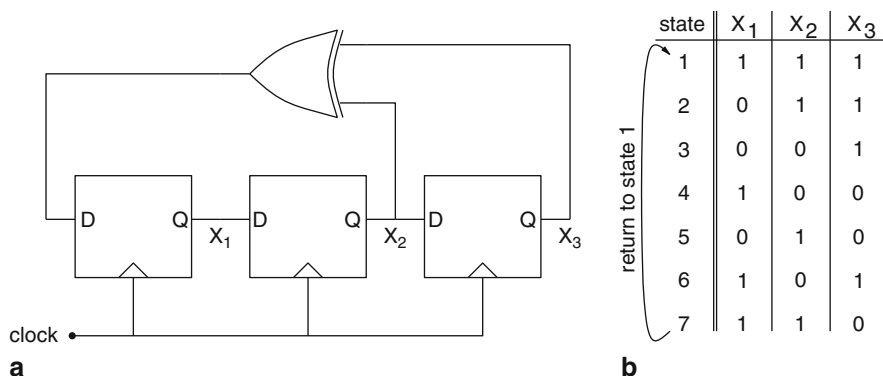 D Q X1 D Q X2 D Q X3
clock
a
state X1 X2 X3
1 1 1 1
2 0 1 1
3 0 0 1
4 1 0 0
5 0 1 0
6 1 0 1
7 1 1 0
return to state 1
b